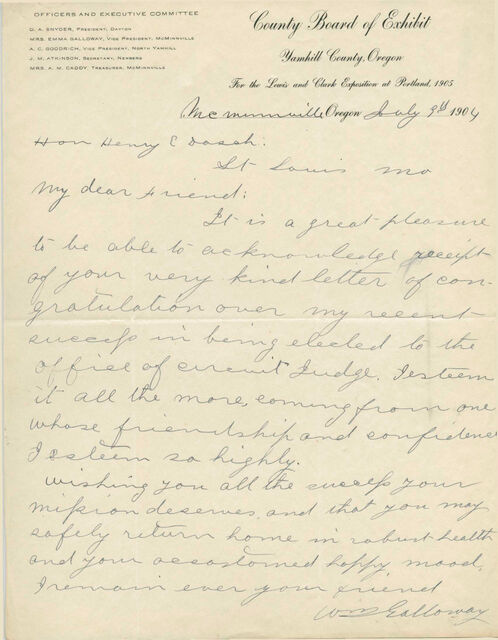 OFFICERS AND EXECUTIVE COMMITTEE
D. A. SNYDER, PRESIDENT, DAYTON
MRS. EMMA GALLOWAY, VICE PRESIDENT, MCMINNVILLE
A. C. GOODRICH, VICE PRESIDENT, NORTH YAMHILL
J. M. ATKINSON, SECRETARY, NEWBERG
MRS. A. M. CADDY, TREASURER, MCMINNVILLE
County Board of Exhibit
Yamhill County, Oregon
For the Lewis and Clark Exposition at Portland, 1905
McMinnville Oregon July 9th 1904
Hon Henry E Dosch:
St Louis Mo
My dear Friend:
It is a great pleasure
to be able to acknowledge receipt
of your very kind letter of con-
gratulation over my recent
success in being elected to the
office of circuit Judge. I esteem
it all the more, coming from one
whose friendship and confidence
I esteem so highly.
Wishing you all the success your
mission deserves, and that you may
safely return home in robust health
and your accostomed happy mood,
I remain ever your friend
Wm Galloway